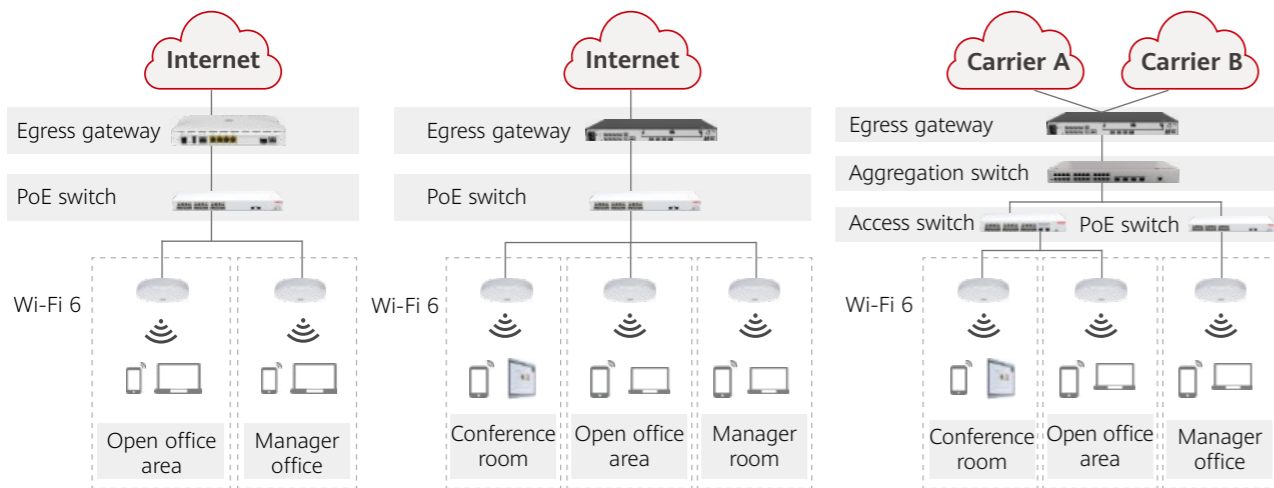 Internet
Egress gateway
PoE switch
Wi-Fi 6
Open office
area
Manager
office
Internet
Egress gateway
PoE switch
Wi-Fi 6
Conference
room
Open office
area
Manager
room
Carrier A
Carrier B
Egress gateway
Aggregation switch
Access switch
PoE switch
Wi-Fi 6
Conference
room
Open office
area
Manager
office